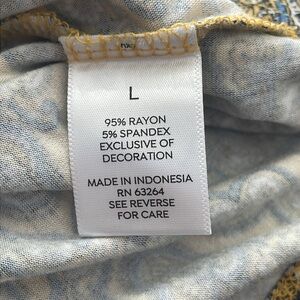 L
95% RAYON
5% SPANDEX
EXCLUSIVE OF
DECORATION
MADE IN INDONESIA
RN 63264
SEE REVERSE
FOR CARE